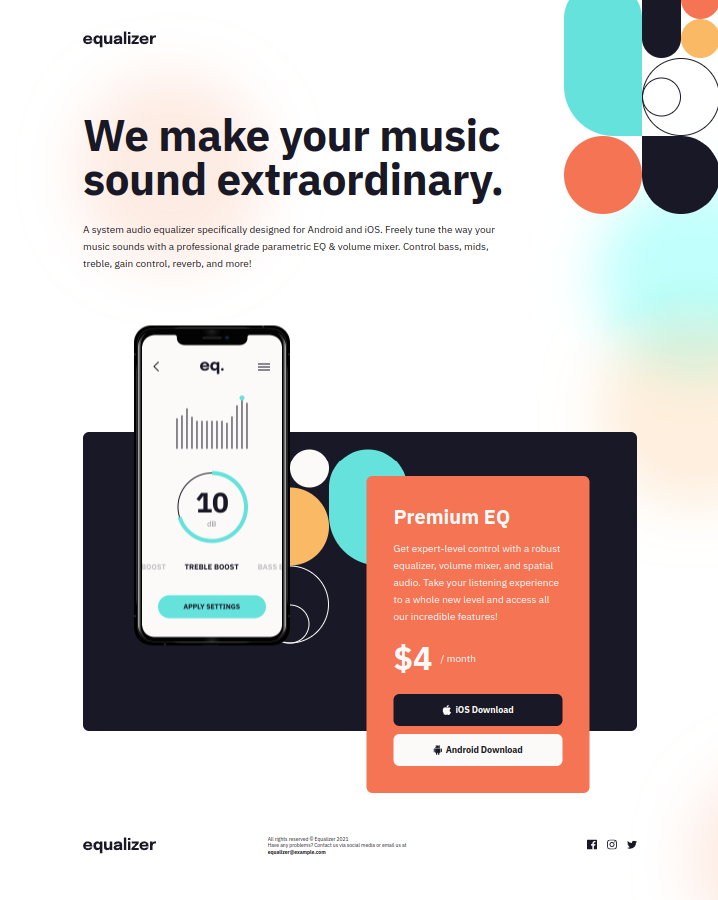 equalizer
We make your music
sound extraordinary.
A system audio equalizer specifically designed for Android and iOS. Freely tune the way your
music sounds with a professional grade parametric EQ & volume mixer. Control bass, mids,
treble, gain control, reverb, and more!
eq.
10
dB
BOOST TREBLE BOOST BASS B
APPLY SETTINGS
Premium EQ
Get expert-level control with a robust
equalizer, volume mixer, and spatial
audio. Take your listening experience
to a whole new level and access all
our incredible features!
$4 / month
iOS Download
Android Download
equalizer
All rights reserved © Equalizer 2021
Have any problems? Contact us via social media or email us at
equalizer@example.com